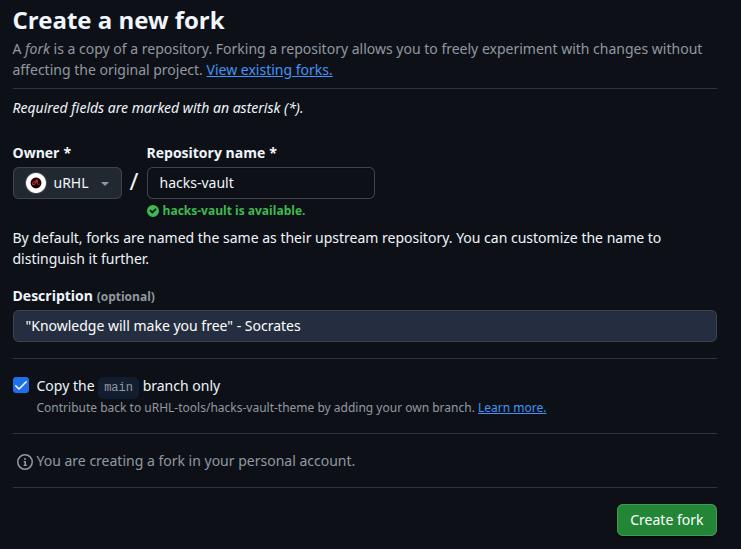 Create a new fork
A fork is a copy of a repository. Forking a repository allows you to freely experiment with changes without
affecting the original project. View existing forks.
Required fields are marked with an asterisk (*).
Owner *
Repository name *
uRHL
/
hacks-vault
hacks-vault is available.
By default, forks are named the same as their upstream repository. You can customize the name to
distinguish it further.
Description (optional)
"Knowledge will make you free" - Socrates
Copy the main branch only
Contribute back to uRHL-tools/hacks-vault-theme by adding your own branch. Learn more.
You are creating a fork in your personal account.
Create fork